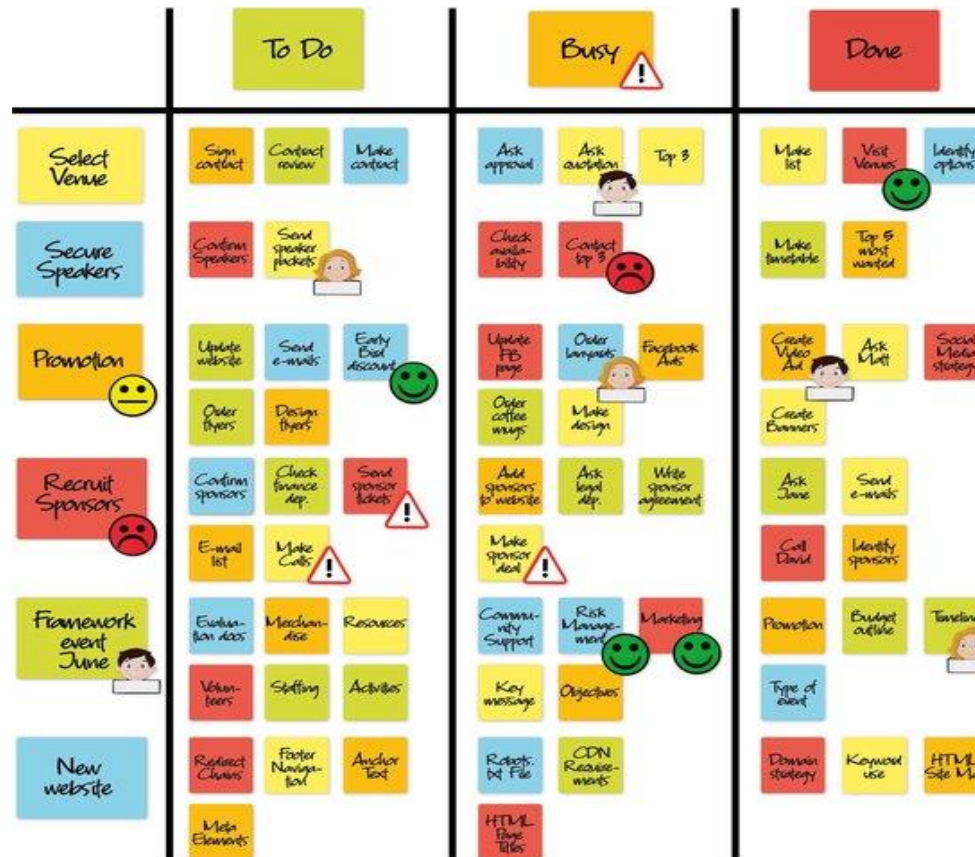 To Do
Busy
!
Done
Select
Venue
Sign
contract
Contract
review
Make
contract
Ask
approval
Ask
quotation
Top 3
Make
list
Visit
Venues
Identify
options
Secure
Speakers
Confirm
Speakers
Send
speaker
packets
Check
availa-
bility
Contact
top 3
Make
timetable
Top 5
most
wanted
Promotion
Update
website
Send
e-mails
Early
Bird
discount
Order
flyers
Design
flyers
Update
FB
page
Order
lanyards
Facebook
Ads
Order
coffee
mugs
Make
design
Create
Video
Ad
Ask
Matt
Social
Media
strategy
Create
Banners
Recruit
Sponsors
Confirm
sponsors
Check
finance
dep.
Send
sponsor
tickets
!
E-mail
list
Make
Calls
!
Add
sponsors
to website
Ask
legal
dep.
Write
sponsor
agreement
Make
sponsor
deal
!
Ask
Jane
Send
e-mails
Call
David
Identify
sponsors
Framework
event
June
Evalua-
tion docs
Merchan-
dise
Resources
Volun-
teers
Staffing
Activities
Commu-
nity
Support
Risk
Manage-
ment
Marketing
Key
message
Objectives
Promotion
Budget
outline
Timeline
Type of
event
New
website
Redirect
Chains
Footer
Naviga-
tion
Anchor
Text
Meta
Elements
Robots.
txt File
CDN
Require-
ments
HTML
Page
Titles
Domain
strategy
Keyword
use
HTML
Site